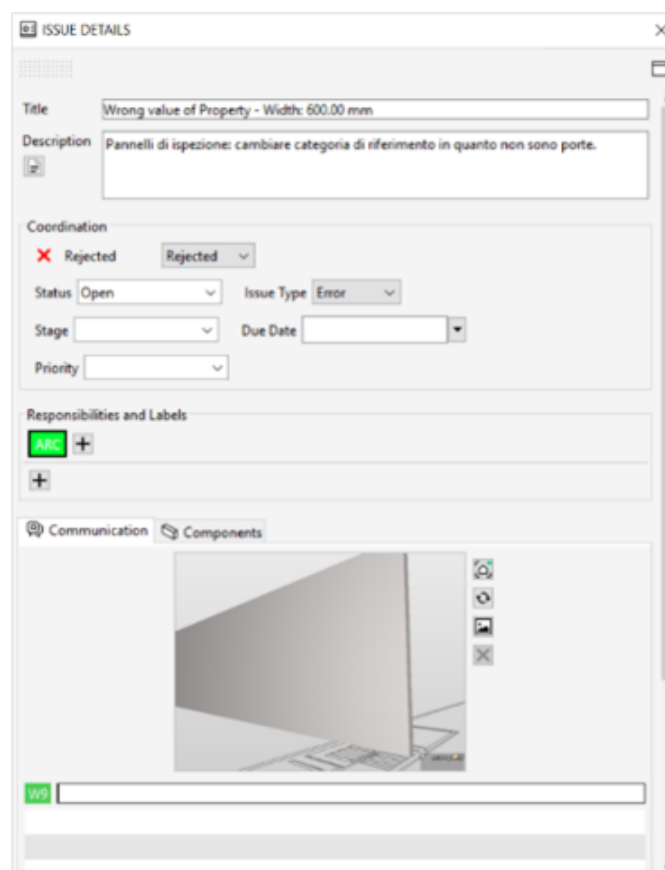 ISSUE DETAILS
Title Wrong value of Property - Width: 600.00 mm
Description Pannelli di ispezione: cambiare categoria di riferimento in quanto non sono porte.
Coordination
Rejected Rejected
Status Open Issue Type Error
Stage Due Date
Priority
Responsibilities and Labels
ARC
Communication Components
W9